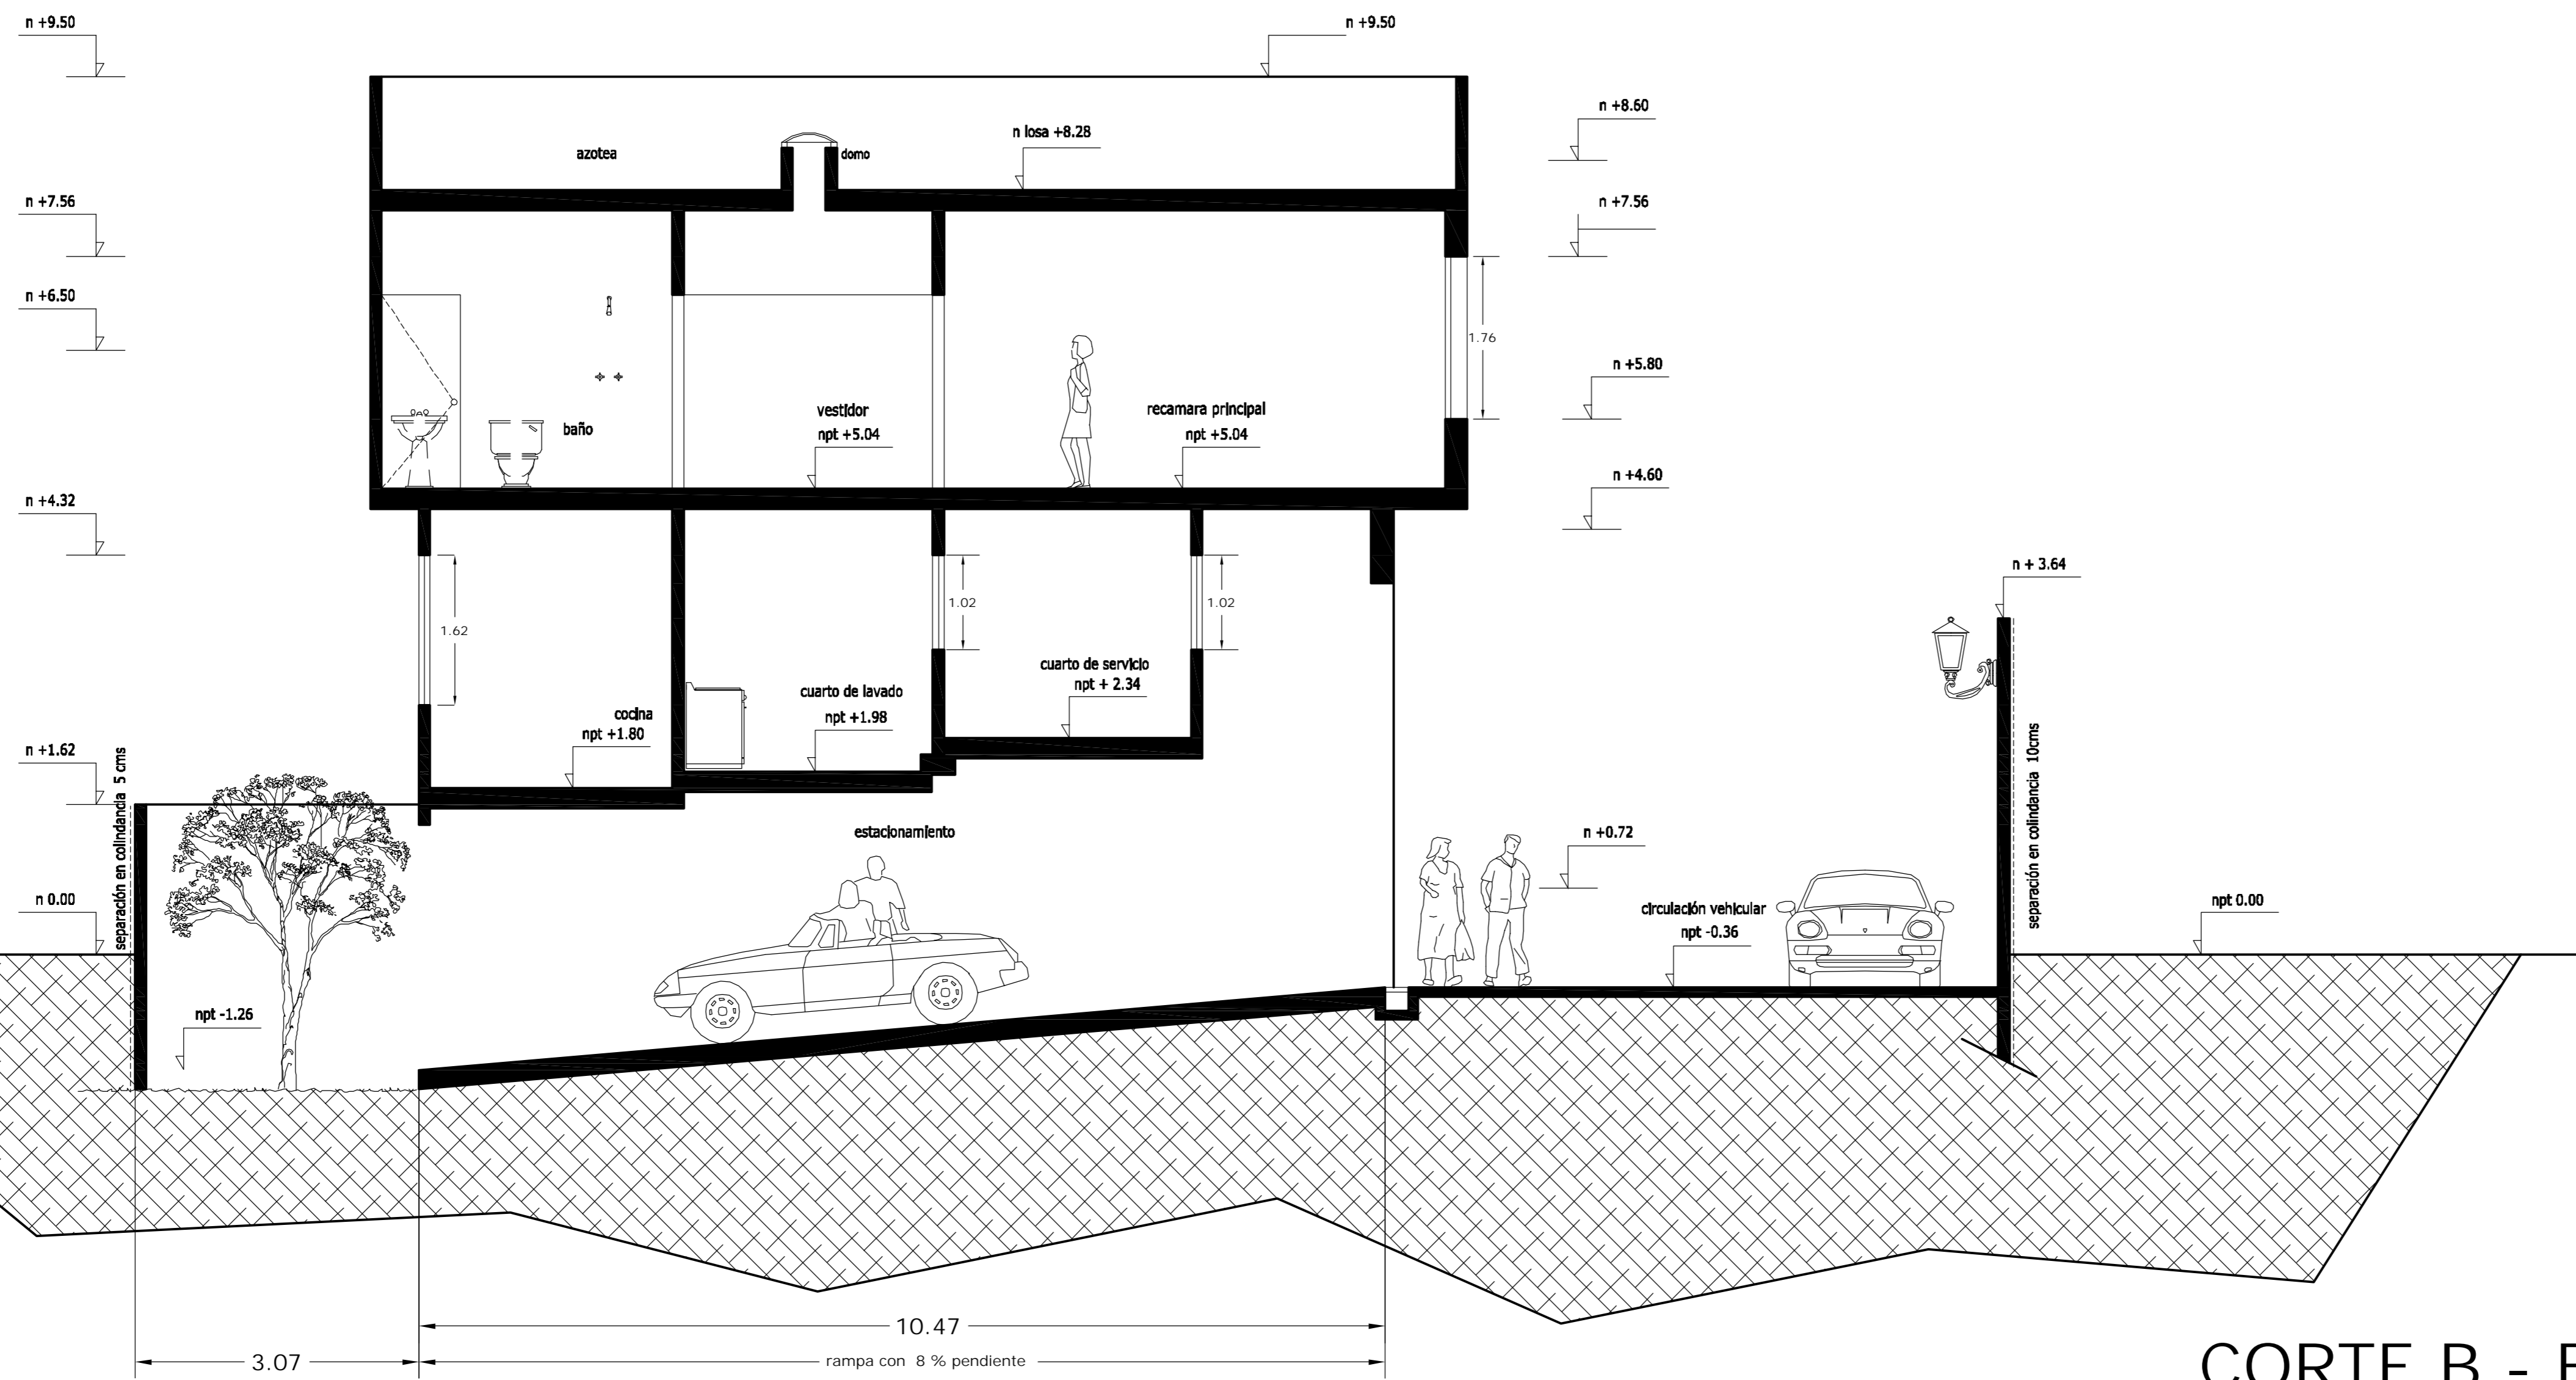 n +9.50
n +9.50
n +8.60
n losa +8.28
azotea
domo
n +7.56
n +7.56
n +6.50
1.76
n +5.80
vestidor
npt +5.04
recamara principal
npt +5.04
baño
n +4.32
n +4.60
n + 3.64
1.62
1.02
1.02
cuarto de servicio
npt + 2.34
cuarto de lavado
npt +1.98
cocina
npt +1.80
n +1.62
separación en colindancia 5 cms
separación en colindancia 10cms
estacionamiento
n +0.72
n 0.00
npt 0.00
circulación vehicular
npt -0.36
npt -1.26
10.47
3.07
rampa con 8 % pendiente
CORTE B -